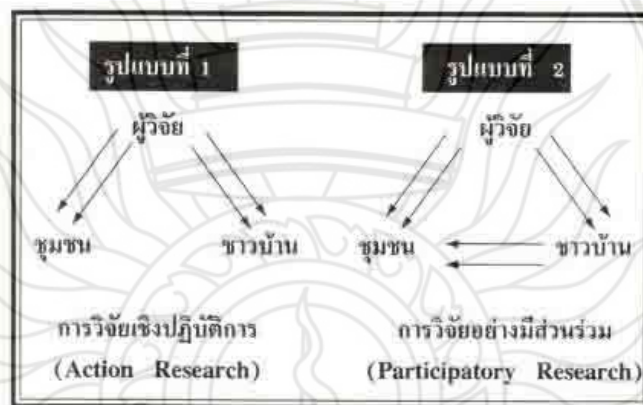 รูปแบบที่ 1
ผู้วิจัย
ชุมชน ชาวบ้าน
การวิจัยเชิงปฏิบัติการ
(Action Research)
รูปแบบที่ 2
ผู้วิจัย
ชุมชน ชาวบ้าน
การวิจัยอย่างมีส่วนร่วม
(Participatory Research)